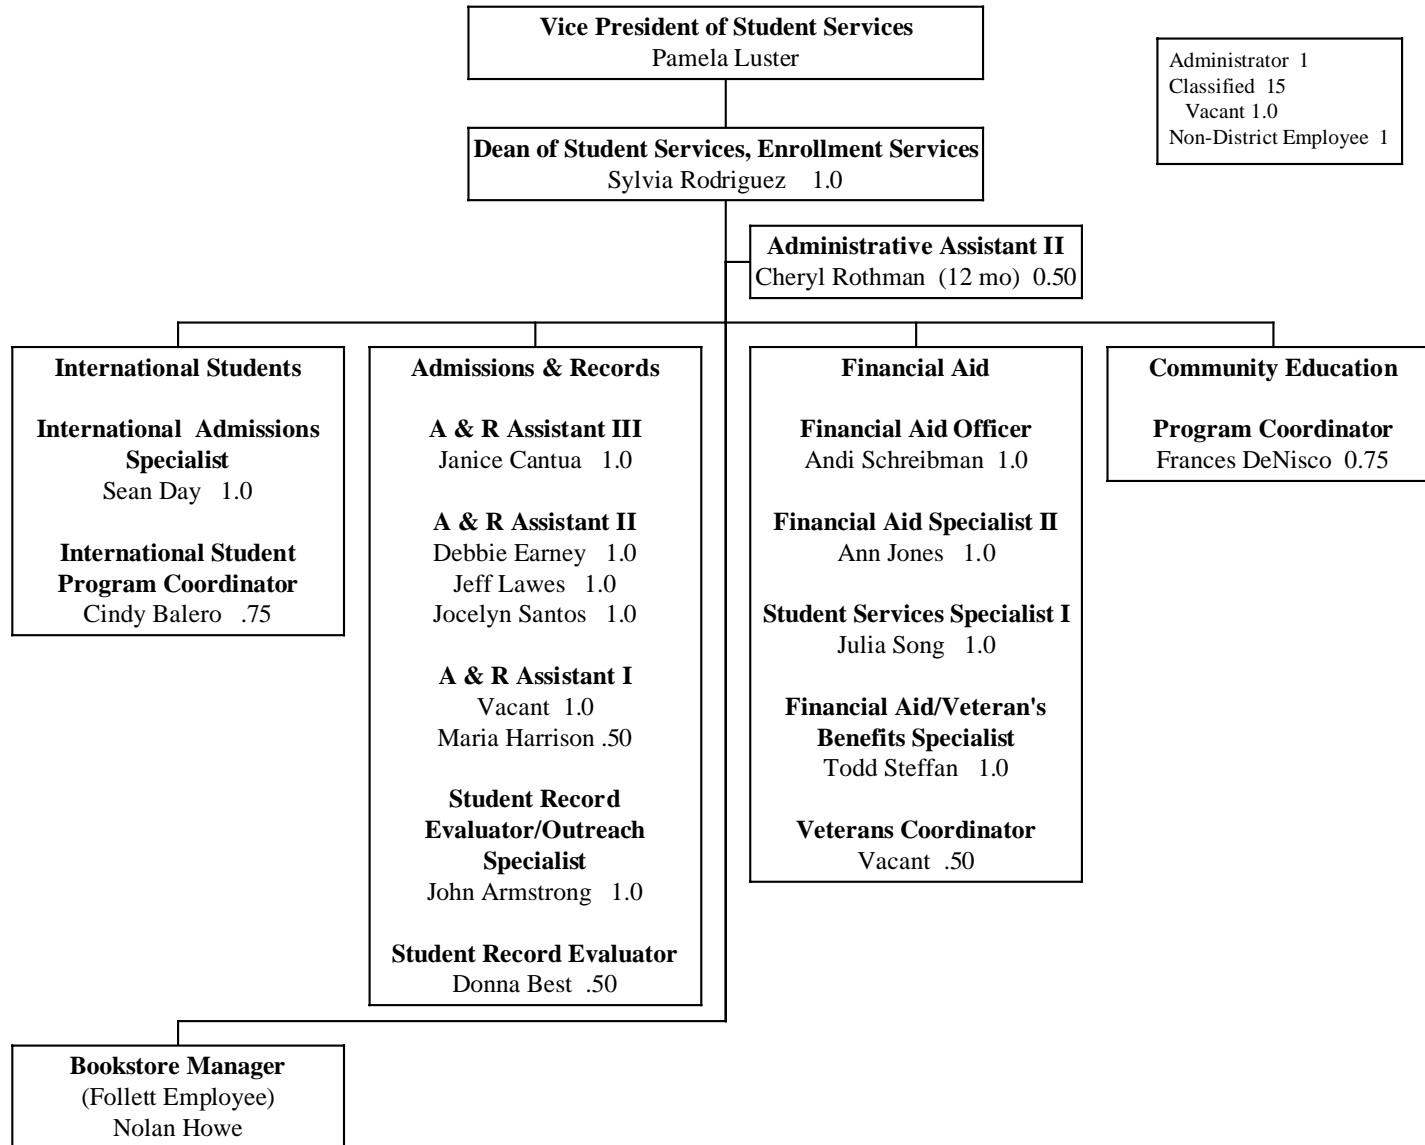 Vice President of Student Services
Pamela Luster
Administrator 1
Classified 15
Vacant 1.0
Non-District Employee 1
Dean of Student Services, Enrollment Services
Sylvia Rodriguez 1.0
Administrative Assistant II
Cheryl Rothman (12 mo) 0.50
International Students
International Admissions
Specialist
Sean Day 1.0
International Student
Program Coordinator
Cindy Balero .75
Admissions & Records
A & R Assistant III
Janice Cantua 1.0
A & R Assistant II
Debbie Earney 1.0
Jeff Lawes 1.0
Jocelyn Santos 1.0
A & R Assistant I
Vacant 1.0
Maria Harrison .50
Student Record
Evaluator/Outreach
Specialist
John Armstrong 1.0
Student Record Evaluator
Donna Best .50
Financial Aid
Financial Aid Officer
Andi Schreibman 1.0
Financial Aid Specialist II
Ann Jones 1.0
Student Services Specialist I
Julia Song 1.0
Financial Aid/Veteran's
Benefits Specialist
Todd Steffan 1.0
Veterans Coordinator
Vacant .50
Community Education
Program Coordinator
Frances DeNisco 0.75
Bookstore Manager
(Follett Employee)
Nolan Howe